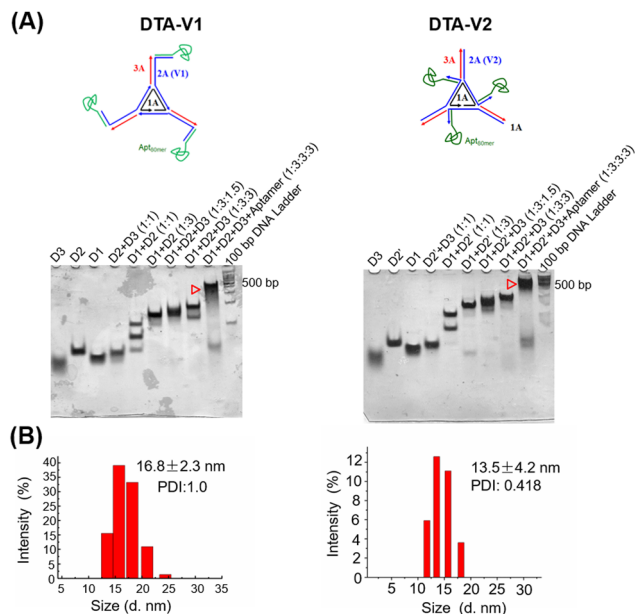 (A)
DTA-V1
DTA-V2
3A
2A (V1)
1A
Apt60mer
3A
2A (V2)
1A
1A
Apt60mer
D3
D2
D1
D2+D3 (1:1)
D1+D2 (1:1)
D1+D2 (1:3)
D1+D2+D3 (1:3:1.5)
D1+D2+D3 (1:3:3)
D1+D2+D3+Aptamer (1:3:3:3)
100 bp DNA Ladder
500 bp
D3
D2'
D1
D2'+D3 (1:1)
D1+D2' (1:1)
D1+D2' (1:3)
D1+D2'+D3 (1:3:1.5)
D1+D2'+D3 (1:3:3)
D1+D2'+D3+Aptamer (1:3:3:3)
100 bp DNA Ladder
500 bp
(B)
Intensity (%)
40
35
30
25
20
15
10
5
0
16.8±2.3 nm
PDI:1.0
5 10 15 20 25 30 35
Size (d. nm)
Intensity (%)
12
10
8
6
4
2
0
13.5±4.2 nm
PDI: 0.418
5 10 15 20 25 30
Size (d. nm)